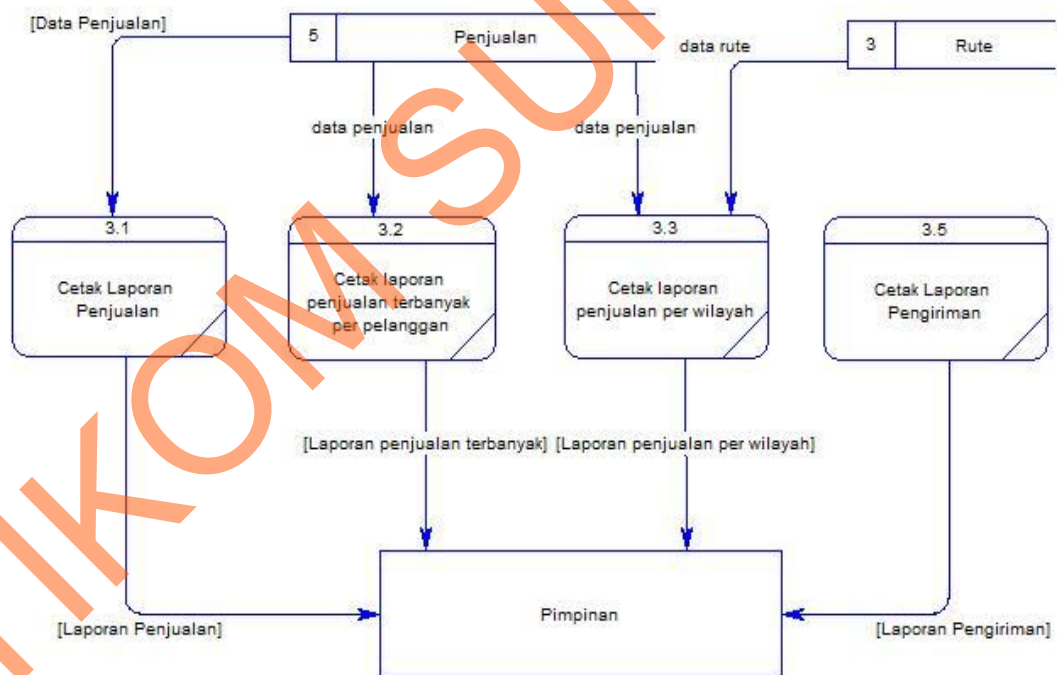 [Data Penjualan]
5
Penjualan
data rute
3
Rute
data penjualan
data penjualan
3.1
Cetak Laporan
Penjualan
3.2
Cetak laporan
penjualan terbanyak
per pelanggan
3.3
Cetak laporan
penjualan per wilayah
3.5
Cetak Laporan
Pengiriman
[Laporan penjualan terbanyak]
[Laporan penjualan per wilayah]
Pimpinan
[Laporan Penjualan]
[Laporan Pengiriman]
IKOM SU